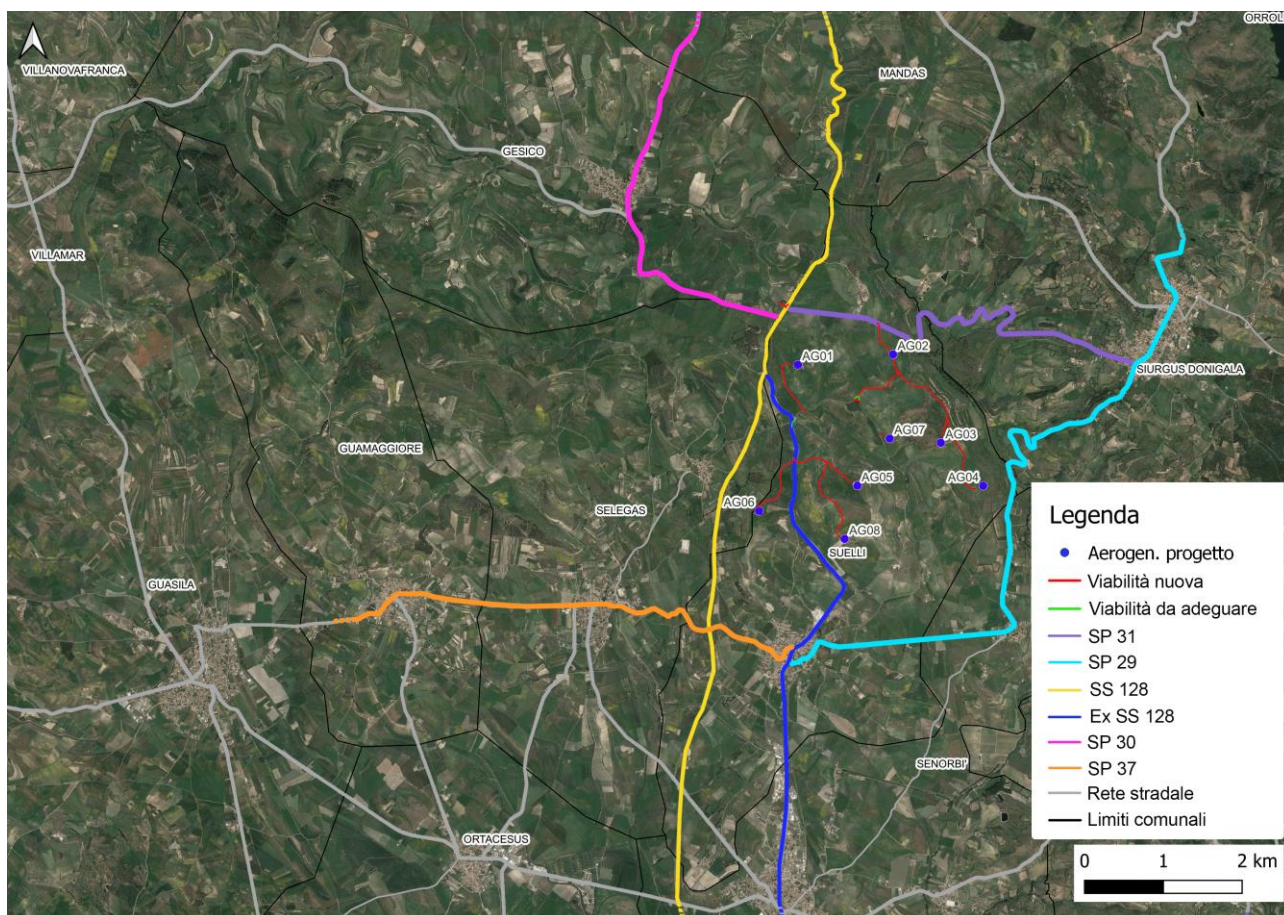 ORROLI
VILLANOVAFRANCA
MANDAS
GESICO
VILLAMAR
AG01
AG02
SIURGUS DONIGALA
GUAMAGGIORE
AG07
AG03
AG05
AG04
AG06
SELEGAS
AG08
SUELLI
GUASILA
SENORBI'
ORTACESUS
Legenda
Aerogen. progetto
Viabilità nuova
Viabilità da adeguare
SP 31
SP 29
SS 128
Ex SS 128
SP 30
SP 37
Rete stradale
Limiti comunali
0 1 2 km